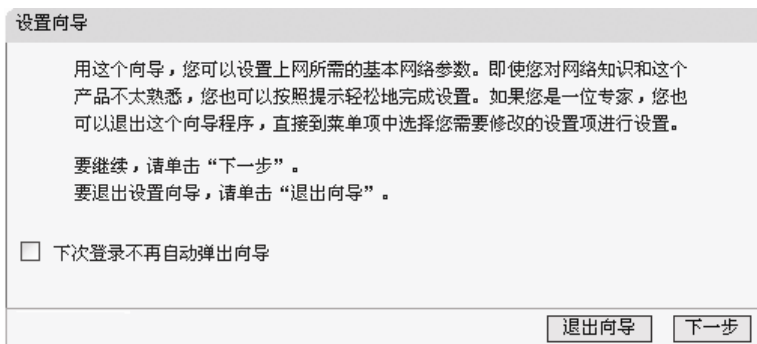 设置向导
用这个向导，您可以设置上网所需的基本网络参数。即使您对网络知识和这个
产品不太熟悉，您也可以按照提示轻松地完成设置。如果您是一位专家，您也
可以退出这个向导程序，直接到菜单项中选择您需要修改的设置项进行设置。
要继续，请单击“下一步”。
要退出设置向导，请单击“退出向导”。
下次登录不再自动弹出向导
退出向导 下一步